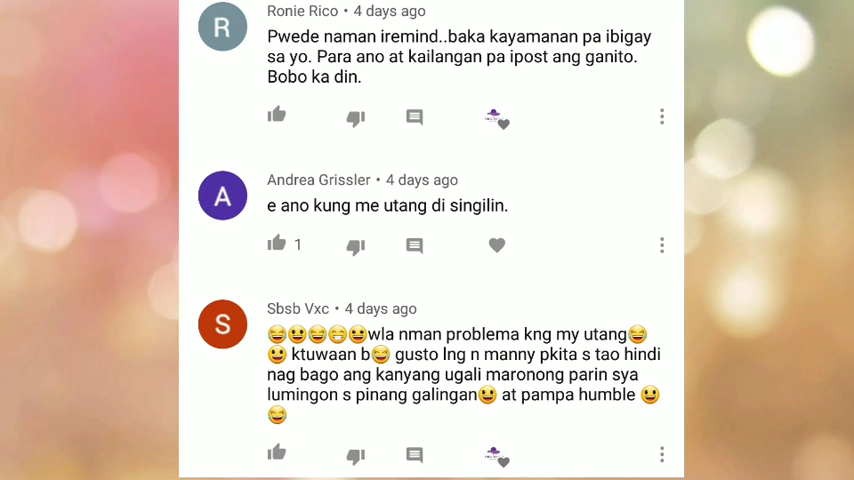 R
Ronie Rico • 4 days ago
Pwede naman iremind..baka kayamanan pa ibigay
sa yo. Para ano at kailangan pa ipost ang ganito.
Bobo ka din.
A
Andrea Grissler • 4 days ago
e ano kung me utang di singilin.
1
S
Sbsb Vxc • 4 days ago
😆😃😆😁😃wla nman problema kng my utang😆
😃 ktuwaan b😂 gusto lng n manny pkita s tao hindi
nag bago ang kanyang ugali maronong parin sya
lumingon s pinang galingan😃 at pampa humble 😃
😂